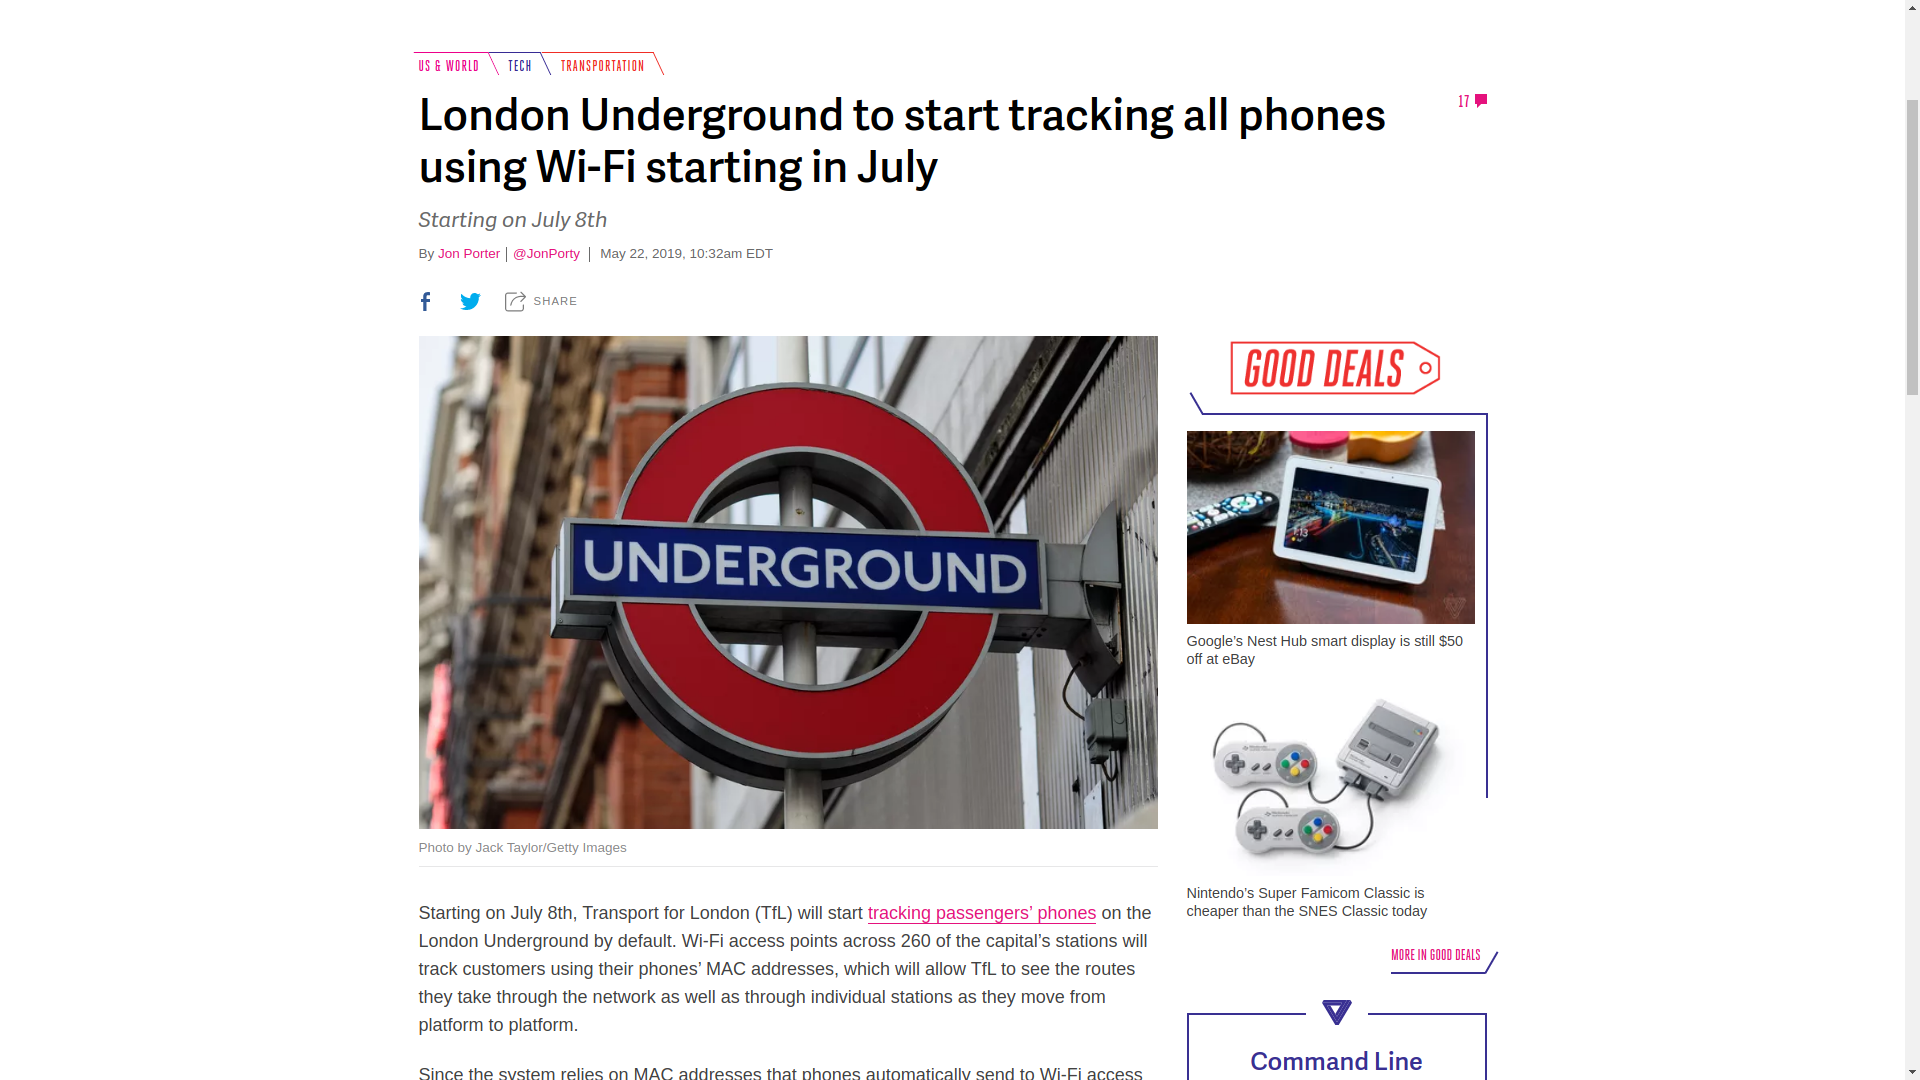 US & WORLD TECH TRANSPORTATION
London Underground to start tracking all phones
using Wi-Fi starting in July
17
Starting on July 8th
By Jon Porter | @JonPorty | May 22, 2019, 10:32am EDT
SHARE
UNDERGROUND
Photo by Jack Taylor/Getty Images
Starting on July 8th, Transport for London (TfL) will start tracking passengers’ phones on the
London Underground by default. Wi-Fi access points across 260 of the capital’s stations will
track customers using their phones’ MAC addresses, which will allow TfL to see the routes
they take through the network as well as through individual stations as they move from
platform to platform.
Since the system relies on MAC addresses that phones automatically send to Wi-Fi access
GOOD DEALS
Google’s Nest Hub smart display is still $50
off at eBay
Nintendo’s Super Famicom Classic is
cheaper than the SNES Classic today
MORE IN GOOD DEALS
Command Line